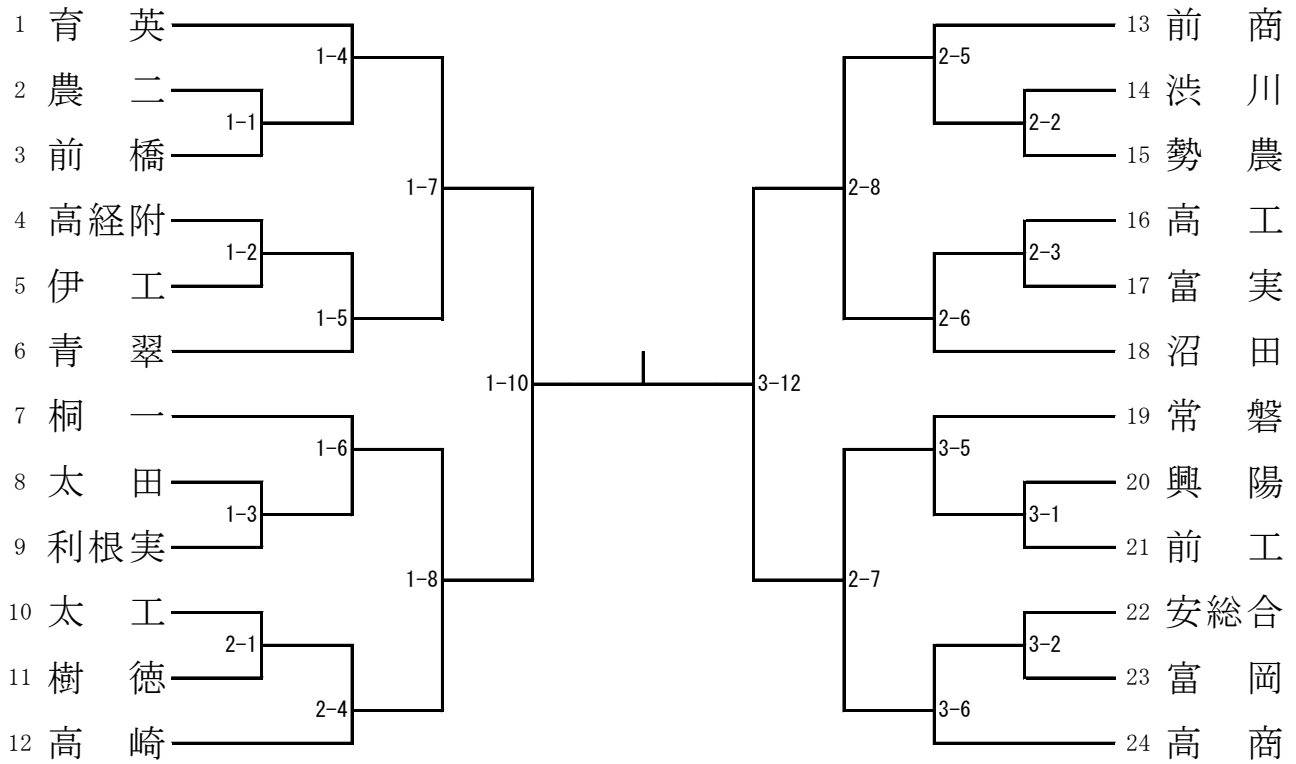 1 育英
2 農二
3 前橋
4 高経附
5 伊工
6 青翠
7 桐一
8 太田
9 利根実
10 太工
11 樹徳
12 高崎
1-4
1-1
1-7
1-2
1-5
1-10
1-6
1-3
1-8
2-1
2-4
13 前商
14 渋川
15 勢農
16 高工
17 富実
18 沼田
19 常磐
20 興陽
21 前工
22 安総合
23 富岡
24 高商
2-5
2-2
2-8
2-3
2-6
3-12
3-5
3-1
2-7
3-2
3-6